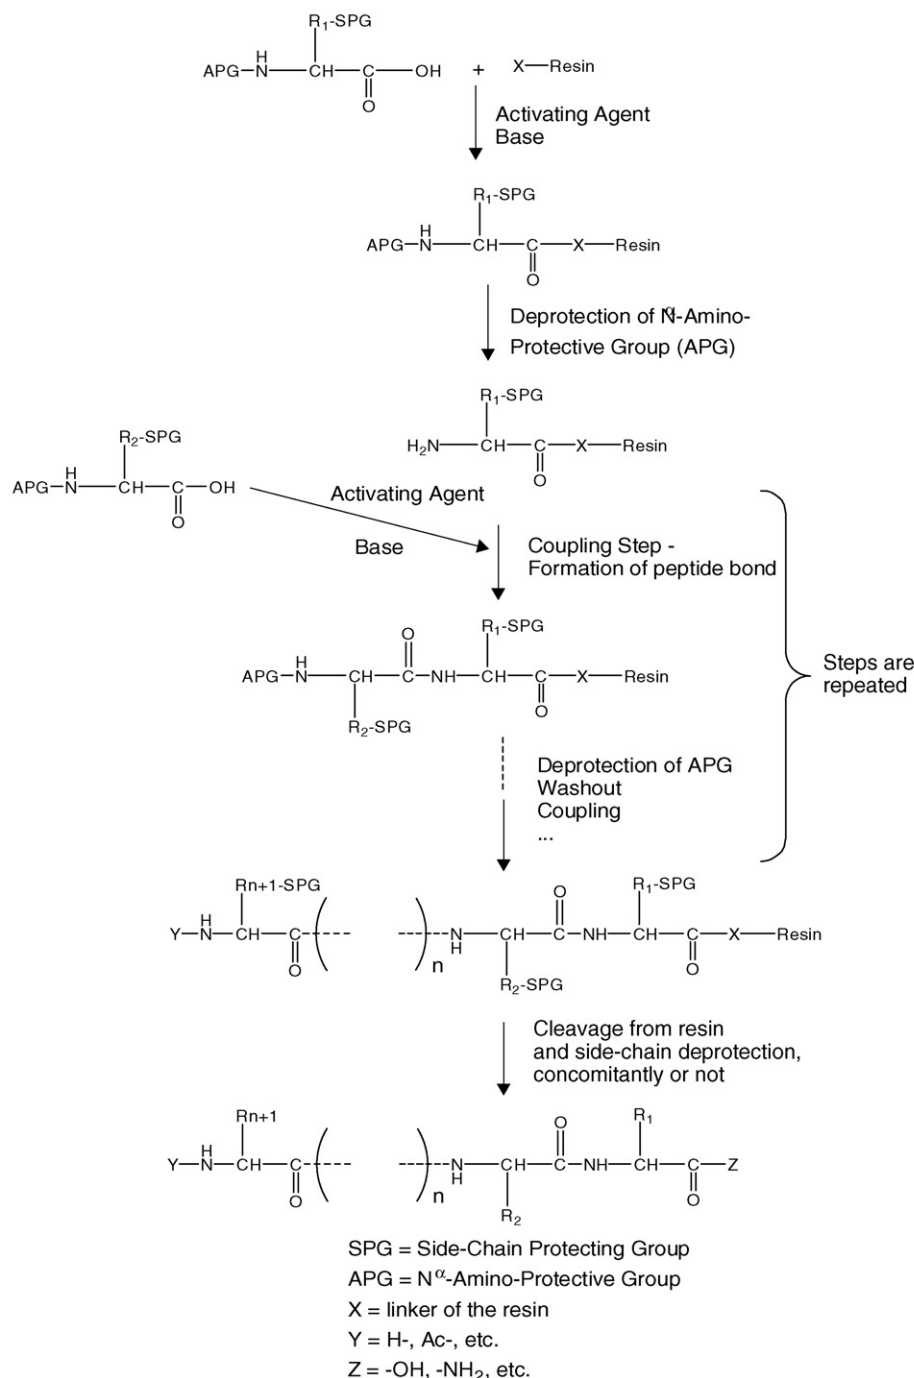 R1-SPG
APG-N(H)-CH-C(=O)-OH + X-Resin
Activating Agent
Base
R1-SPG
APG-N(H)-CH-C(=O)-X-Resin
Deprotection of Nα-Amino-
Protective Group (APG)
R1-SPG
H2N-CH-C(=O)-X-Resin
R2-SPG
APG-N(H)-CH-C(=O)-OH
Activating Agent
Base
Coupling Step -
Formation of peptide bond
Steps are
repeated
O R1-SPG
APG-N(H)-CH-C-NH-CH-C(=O)-X-Resin
R2-SPG
Deprotection of APG
Washout
Coupling
...
Rn+1-SPG O R1-SPG
Y-N(H)-CH-C(=O)-( )n-N(H)-CH-C-NH-CH-C(=O)-X-Resin
R2-SPG
Cleavage from resin
and side-chain deprotection,
concomitantly or not
Rn+1 O R1
Y-N(H)-CH-C(=O)-( )n-N(H)-CH-C-NH-CH-C(=O)-Z
R2
SPG = Side-Chain Protecting Group
APG = Nα-Amino-Protective Group
X = linker of the resin
Y = H-, Ac-, etc.
Z = -OH, -NH2, etc.